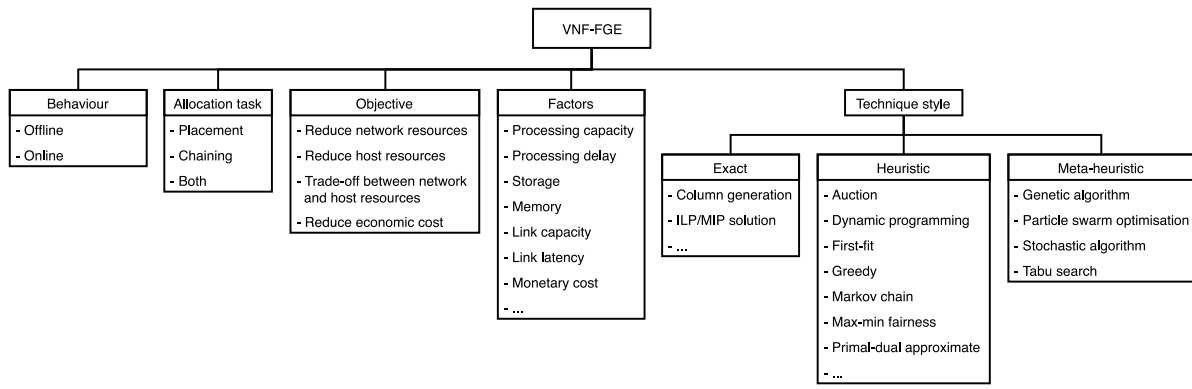 VNF-FGE
Behaviour
- Offline
- Online
Allocation task
- Placement
- Chaining
- Both
Objective
- Reduce network resources
- Reduce host resources
- Trade-off between network
and host resources
- Reduce economic cost
Factors
- Processing capacity
- Processing delay
- Storage
- Memory
- Link capacity
- Link latency
- Monetary cost
- ...
Technique style
Exact
- Column generation
- ILP/MIP solution
- ...
Heuristic
- Auction
- Dynamic programming
- First-fit
- Greedy
- Markov chain
- Max-min fairness
- Primal-dual approximate
- ...
Meta-heuristic
- Genetic algorithm
- Particle swarm optimisation
- Stochastic algorithm
- Tabu search